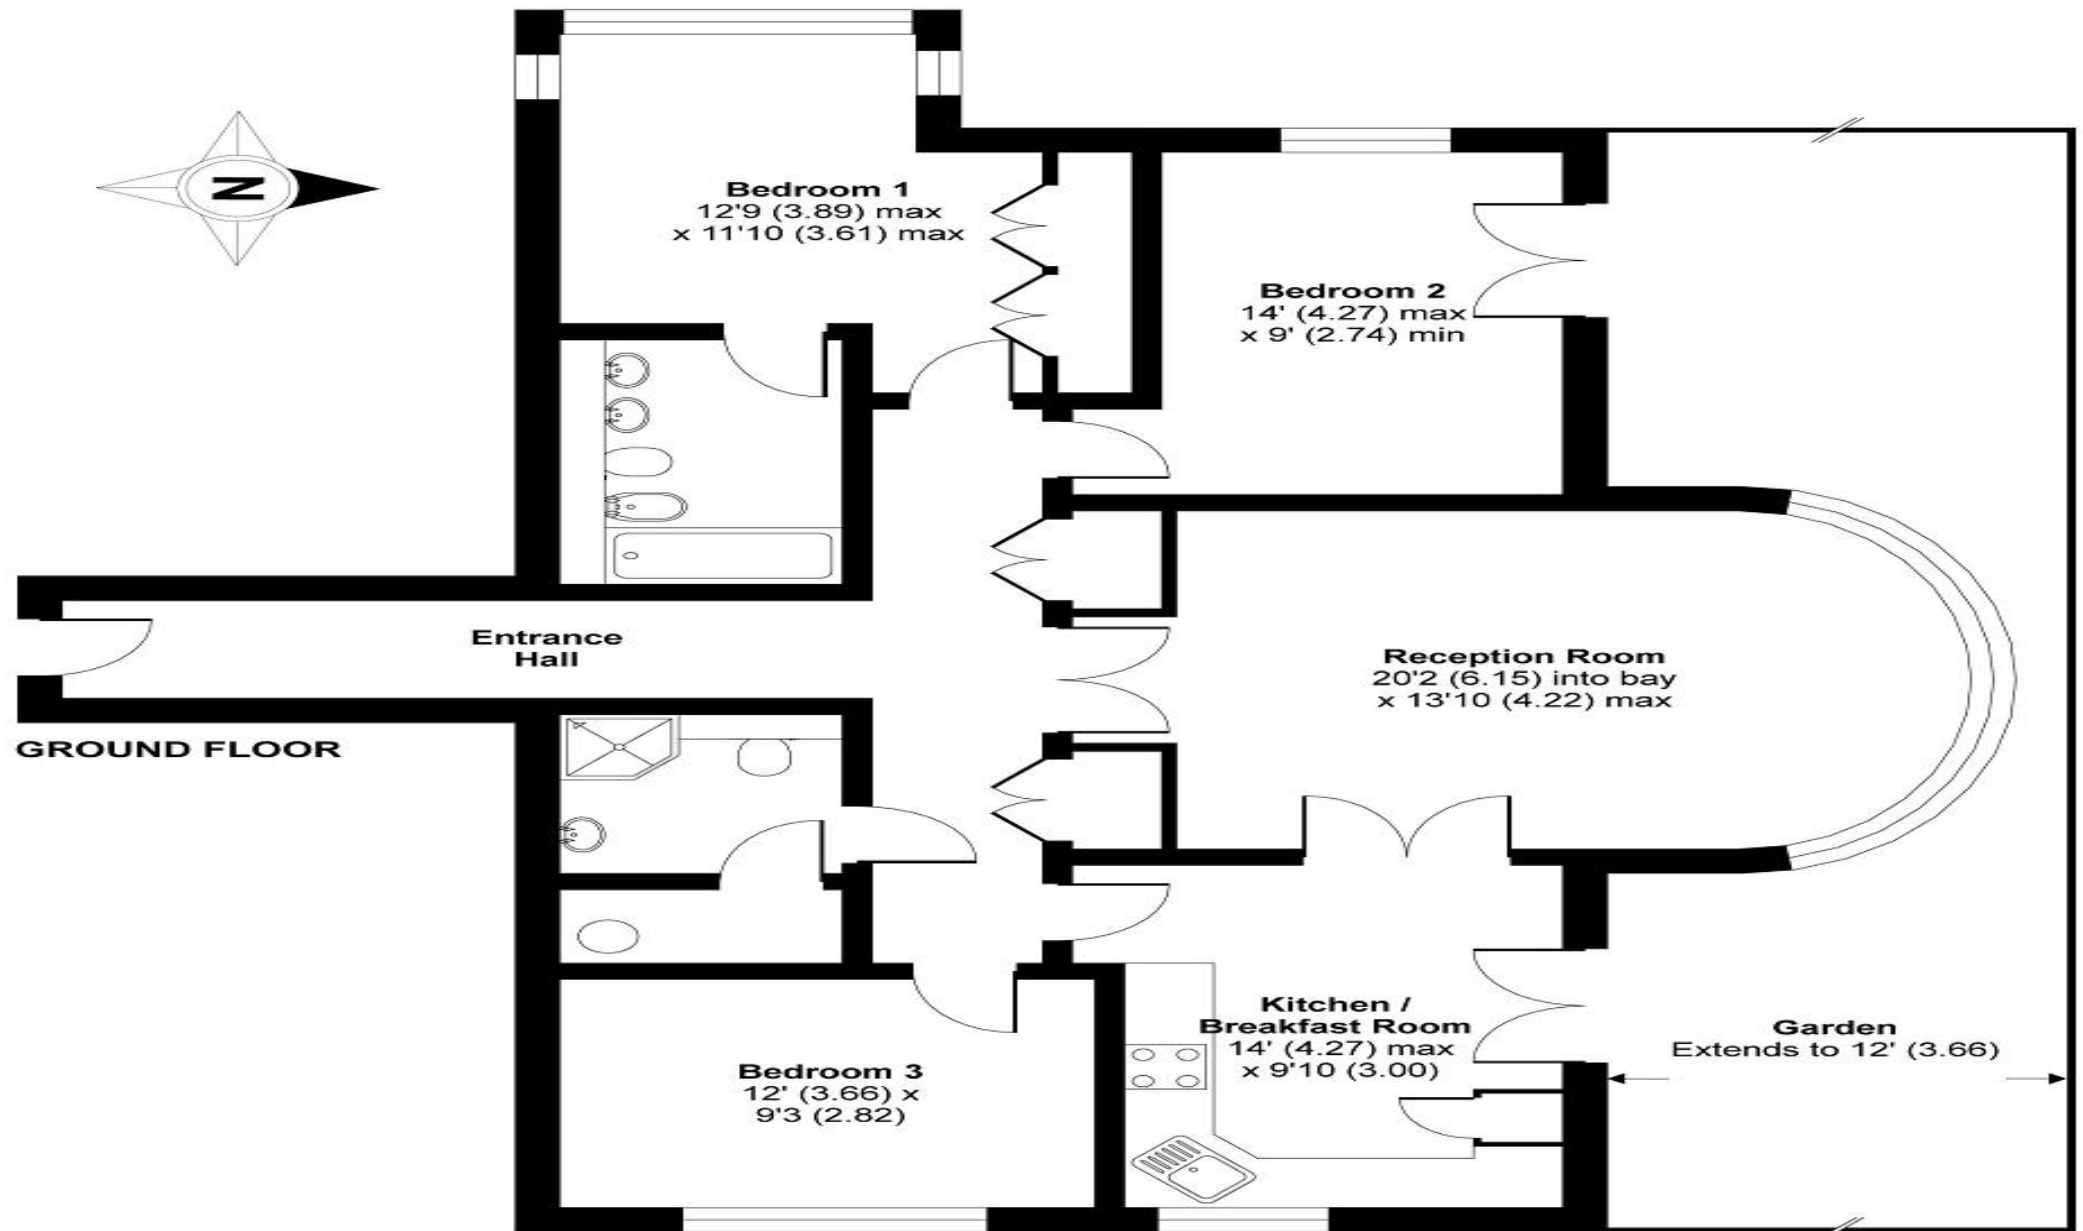 N
Bedroom 1
12'9 (3.89) max
x 11'10 (3.61) max
Bedroom 2
14' (4.27) max
x 9' (2.74) min
Entrance
Hall
Reception Room
20'2 (6.15) into bay
x 13'10 (4.22) max
GROUND FLOOR
Kitchen /
Breakfast Room
14' (4.27) max
x 9'10 (3.00)
Garden
Extends to 12' (3.66)
Bedroom 3
12' (3.66) x
9'3 (2.82)